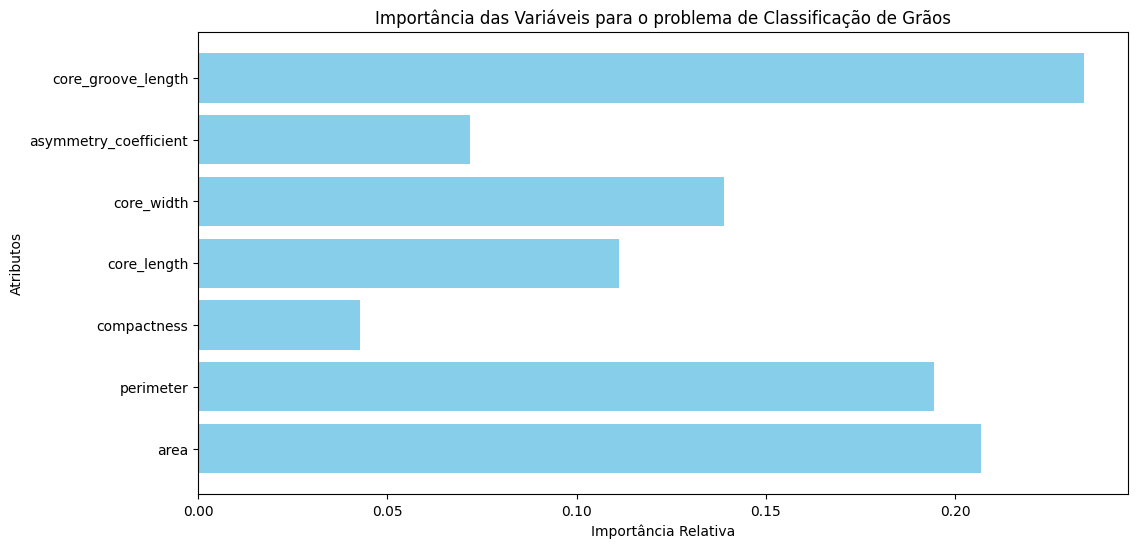 Importância das Variáveis para o problema de Classificação de Grãos
core_groove_length
asymmetry_coefficient
core_width
core_length
compactness
perimeter
area
Atributos
0.00 0.05 0.10 0.15 0.20
Importância Relativa